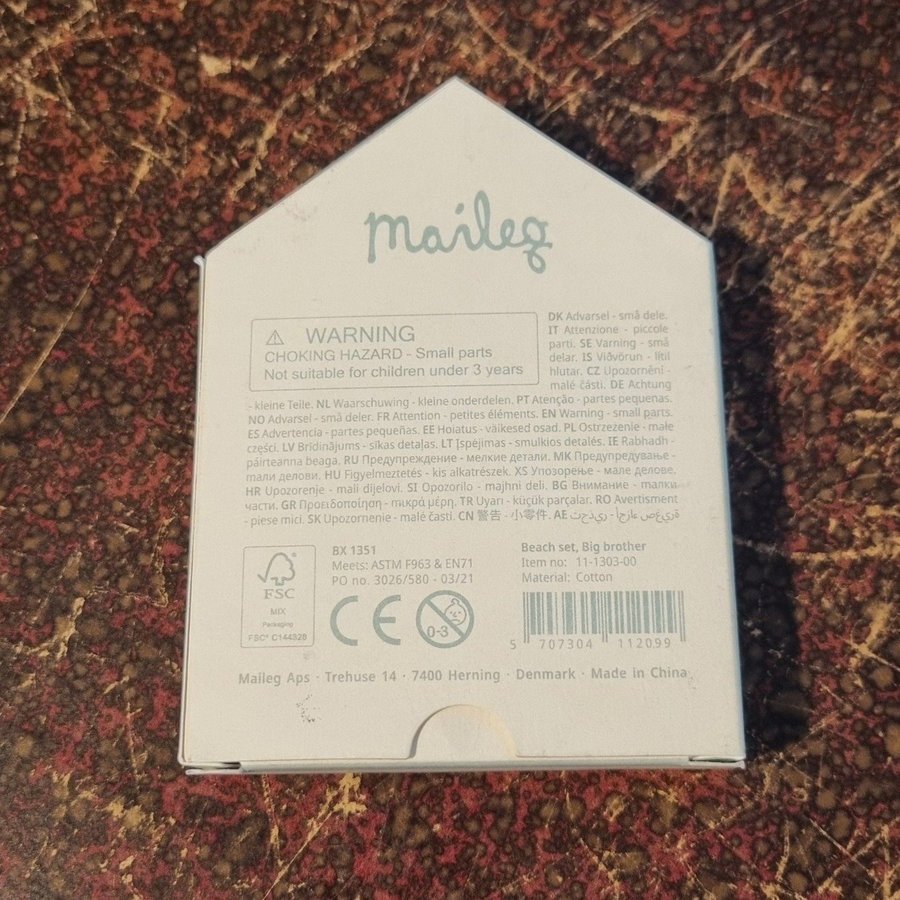 maileg
WARNING
CHOKING HAZARD - Small parts
Not suitable for children under 3 years
DK Advarsel - små dele.
IT Attenzione - piccole
parti. SE Varning - små
delar. IS Viðvörun - lítil
hlutar. CZ Upozornění -
malé části. DE Achtung
- kleine Teile. NL Waarschuwing - kleine onderdelen. PT Atenção - partes pequenas.
NO Advarsel - små deler. FR Attention - petites éléments. EN Warning - small parts.
ES Advertencia - partes pequeñas. EE Hoiatus - väikesed osad. PL Ostrzeżenie - małe
części. LV Brīdinājums - sīkas detaļas. LT Įspėjimas - smulkios detalės. IE Rabhadh -
páirteanna beaga. RU Предупреждение - мелкие детали. MK Предупредување -
мали делови. HU Figyelmeztetés - kis alkatrészek. XS Упозорење - мале делове.
HR Upozorenje - mali dijelovi. SI Opozorilo - majhni deli. BG Внимание - малки
части. GR Προειδοποίηση - μικρά μέρη. TR Uyarı - küçük parçalar. RO Avertisment
- piese mici. SK Upozornenie - malé časti. CN 警告 - 小零件. AE
FSC
MIX
Packaging
FSC® C144828
BX 1351
Meets: ASTM F963 & EN71
PO no. 3026/580 - 03/21
CE
0-3
Beach set, Big brother
Item no: 11-1303-00
Material: Cotton
5 707304 112099
Maileg Aps · Trehuse 14 · 7400 Herning · Denmark · Made in China